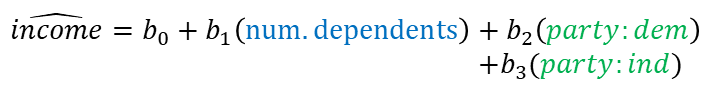 income^ = b₀ + b₁(num. dependents) + b₂(party: dem)
+b₃(party: ind)